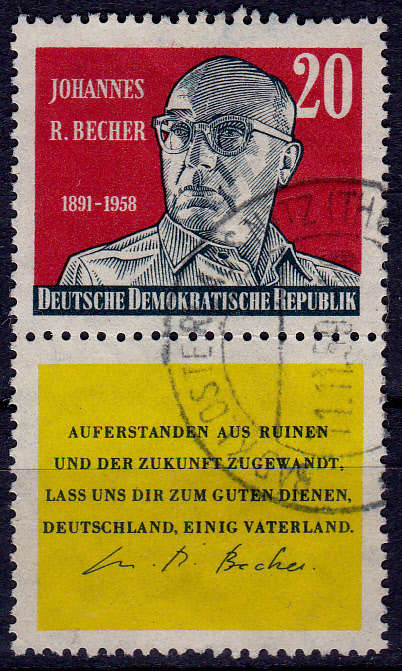 JOHANNES
R. BECHER
20
1891-1958
DEUTSCHE DEMOKRATISCHE REPUBLIK
AUFERSTANDEN AUS RUINEN
UND DER ZUKUNFT ZUGEWANDT,
LASS UNS DIR ZUM GUTEN DIENEN,
DEUTSCHLAND, EINIG VATERLAND.
Becher.